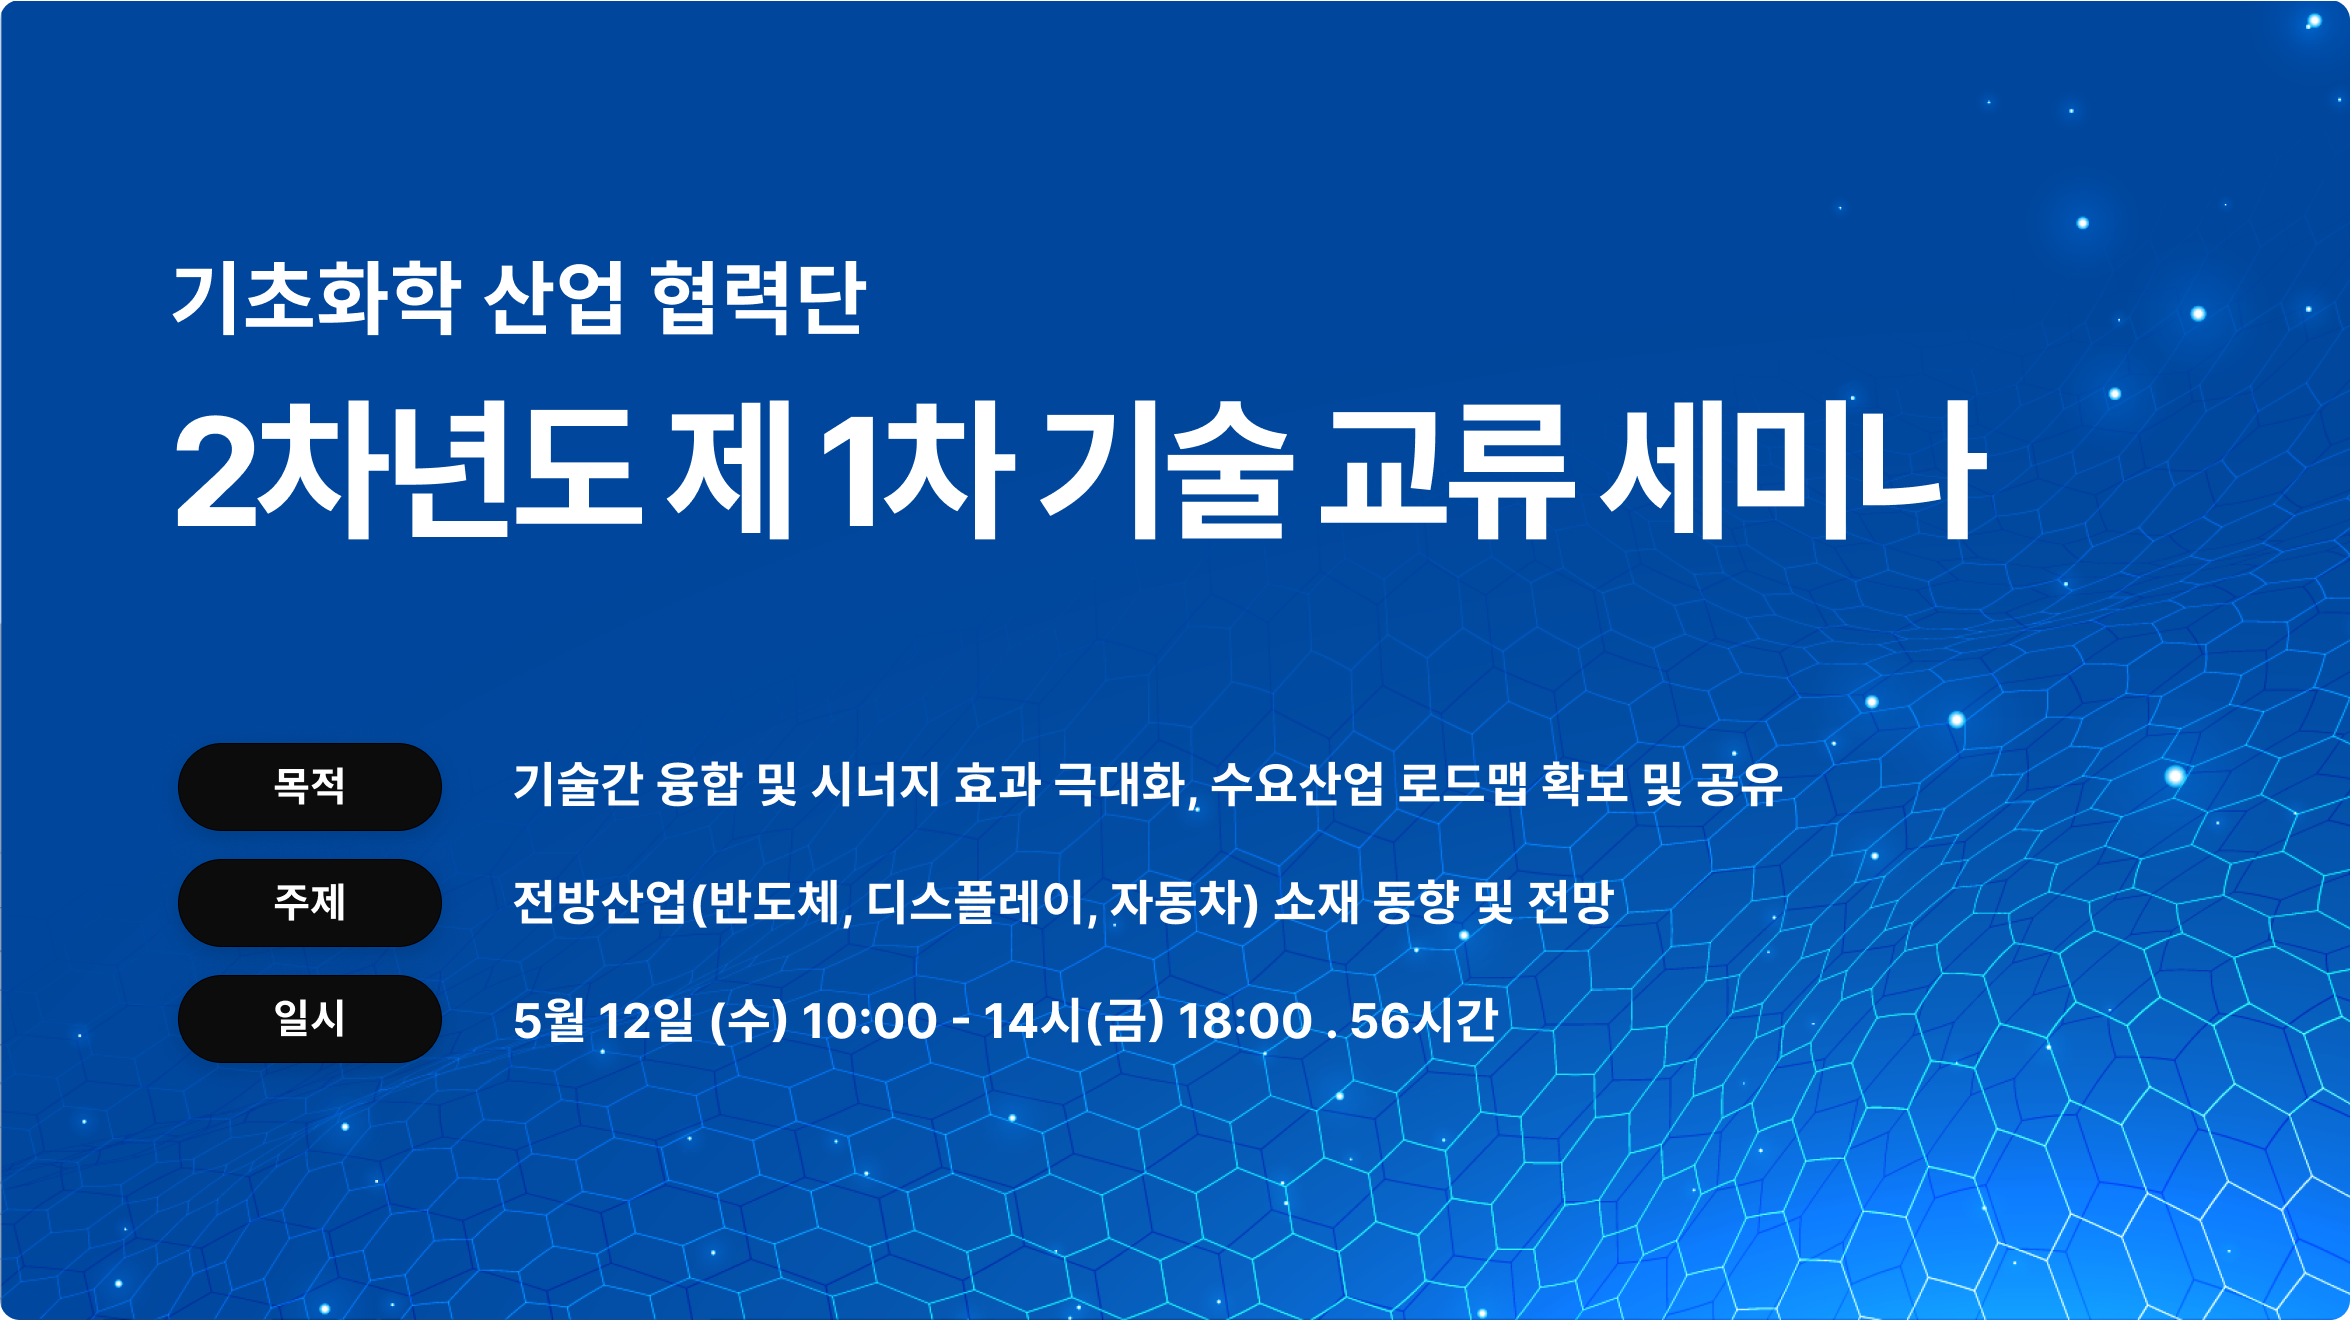 기초화학 산업 협력단
2차년도 제 1차 기술 교류 세미나
목적 기술간 융합 및 시너지 효과 극대화, 수요산업 로드맵 확보 및 공유
주제 전방산업(반도체, 디스플레이, 자동차) 소재 동향 및 전망
일시 5월 12일 (수) 10:00 - 14시(금) 18:00 . 56시간